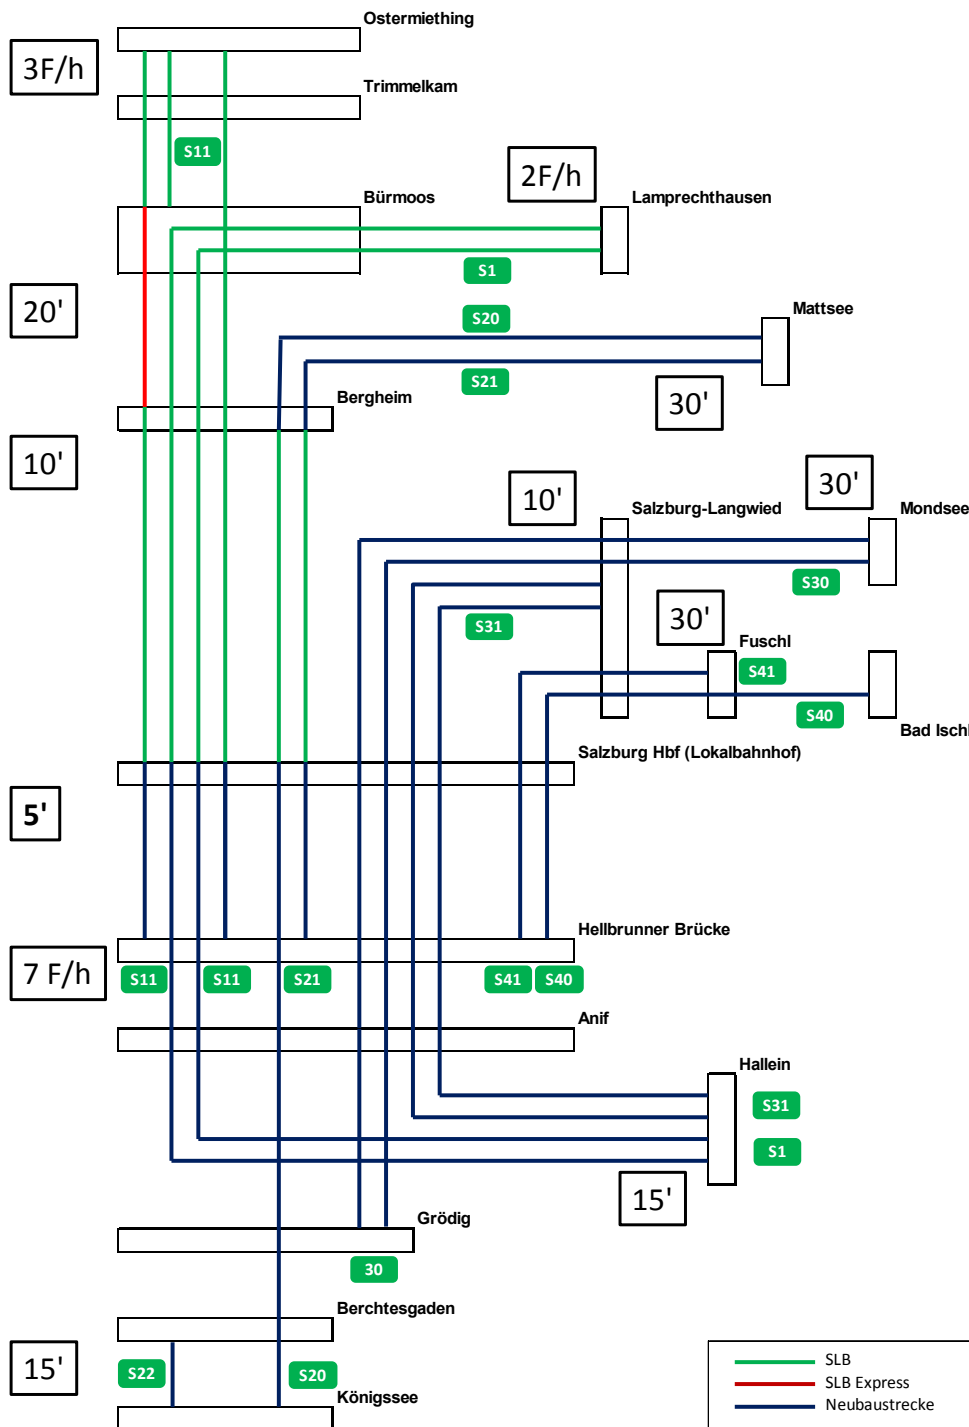 Ostermiething
3F/h
Trimmelkam
S11
2F/h
Bürmoos
Lamprechthausen
S1
20'
S20
Mattsee
S21
30'
Bergheim
10'
10'
30'
Salzburg-Langwied
Mondsee
S30
S31
30'
Fuschl
S41
S40
Bad Ischl
Salzburg Hbf (Lokalbahnhof)
5'
Hellbrunner Brücke
7 F/h
S11
S11
S21
S41
S40
Anif
Hallein
S31
S1
15'
Grödig
30
Berchtesgaden
15'
S22
S20
Königssee
SLB
SLB Express
Neubaustrecke